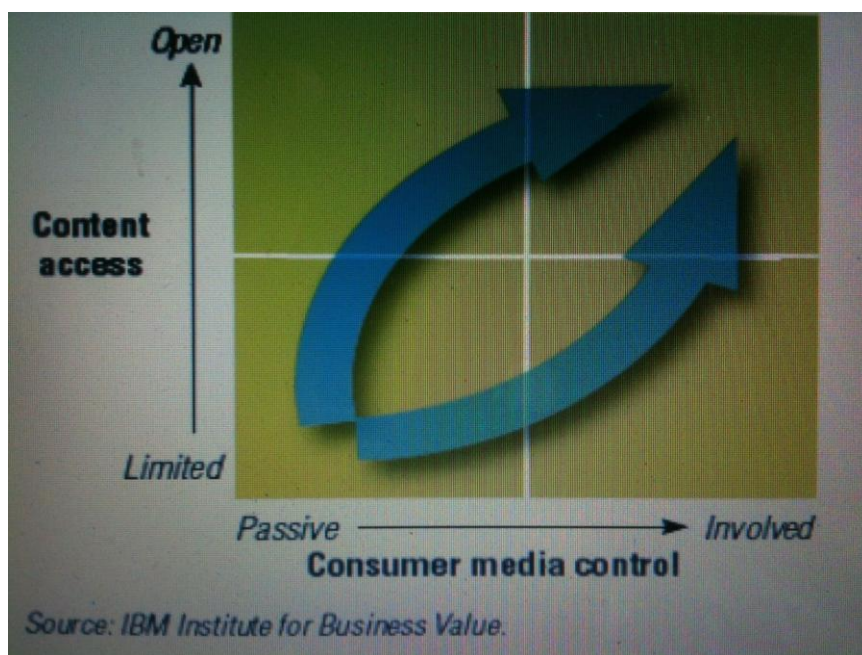 Open
Content
access
Limited
Passive
Involved
Consumer media control
Source: IBM Institute for Business Value.